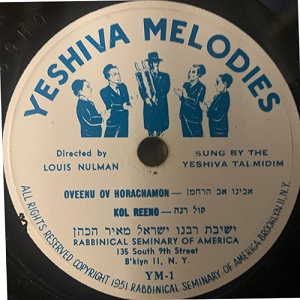 YESHIVA MELODIES
Directed by
LOUIS NULMAN
SUNG BY THE
YESHIVA TALMIDIM
OVEENU OV HORACHAMON — אבינו אב הרחמן
KOL REENO — קול רנה
ישיבת רבנו ישראל מאיר הכהן
RABBINICAL SEMINARY OF AMERICA
135 South 9th Street
B'klyn 11, N. Y.
YM-1
ALL RIGHTS RESERVED COPYRIGHT 1951 RABBINICAL SEMINARY OF AMERICA-BROOKLYN 11, N.Y.